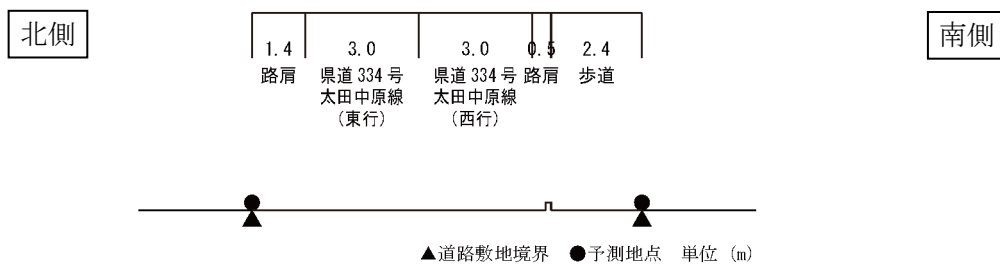 北側
南側
1.4 3.0 3.0 0.5 2.4
路肩 県道334号 県道334号 路肩 歩道
太田中原線 太田中原線
(東行) (西行)
▲道路敷地境界 ●予測地点 単位 (m)